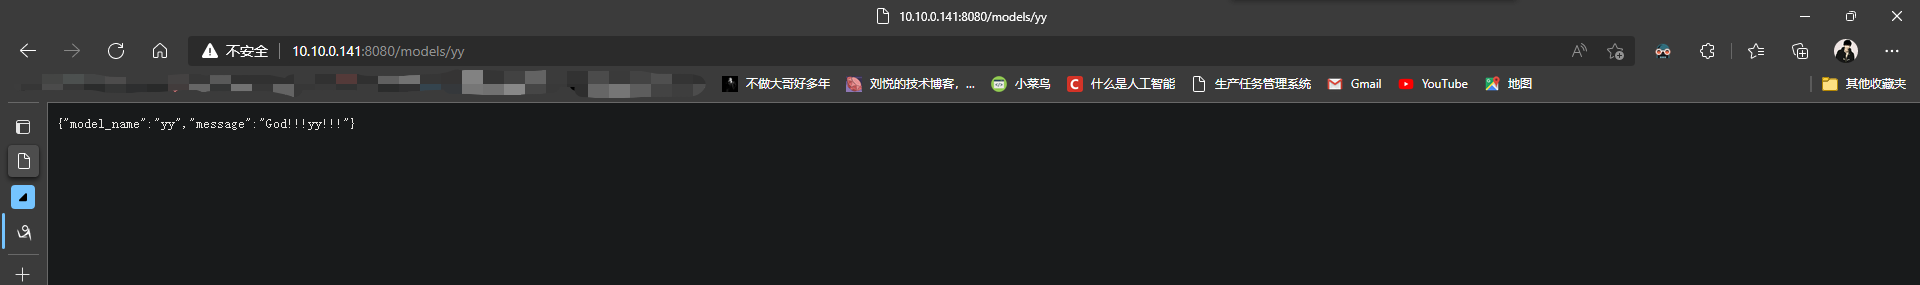 10.10.0.141:8080/models/yy
不安全 10.10.0.141:8080/models/yy
不做大哥好多年 刘悦的技术博客，... 小菜鸟 什么是人工智能 生产任务管理系统 Gmail YouTube 地图 其他收藏夹
{"model_name":"yy","message":"God!!!yy!!!"}